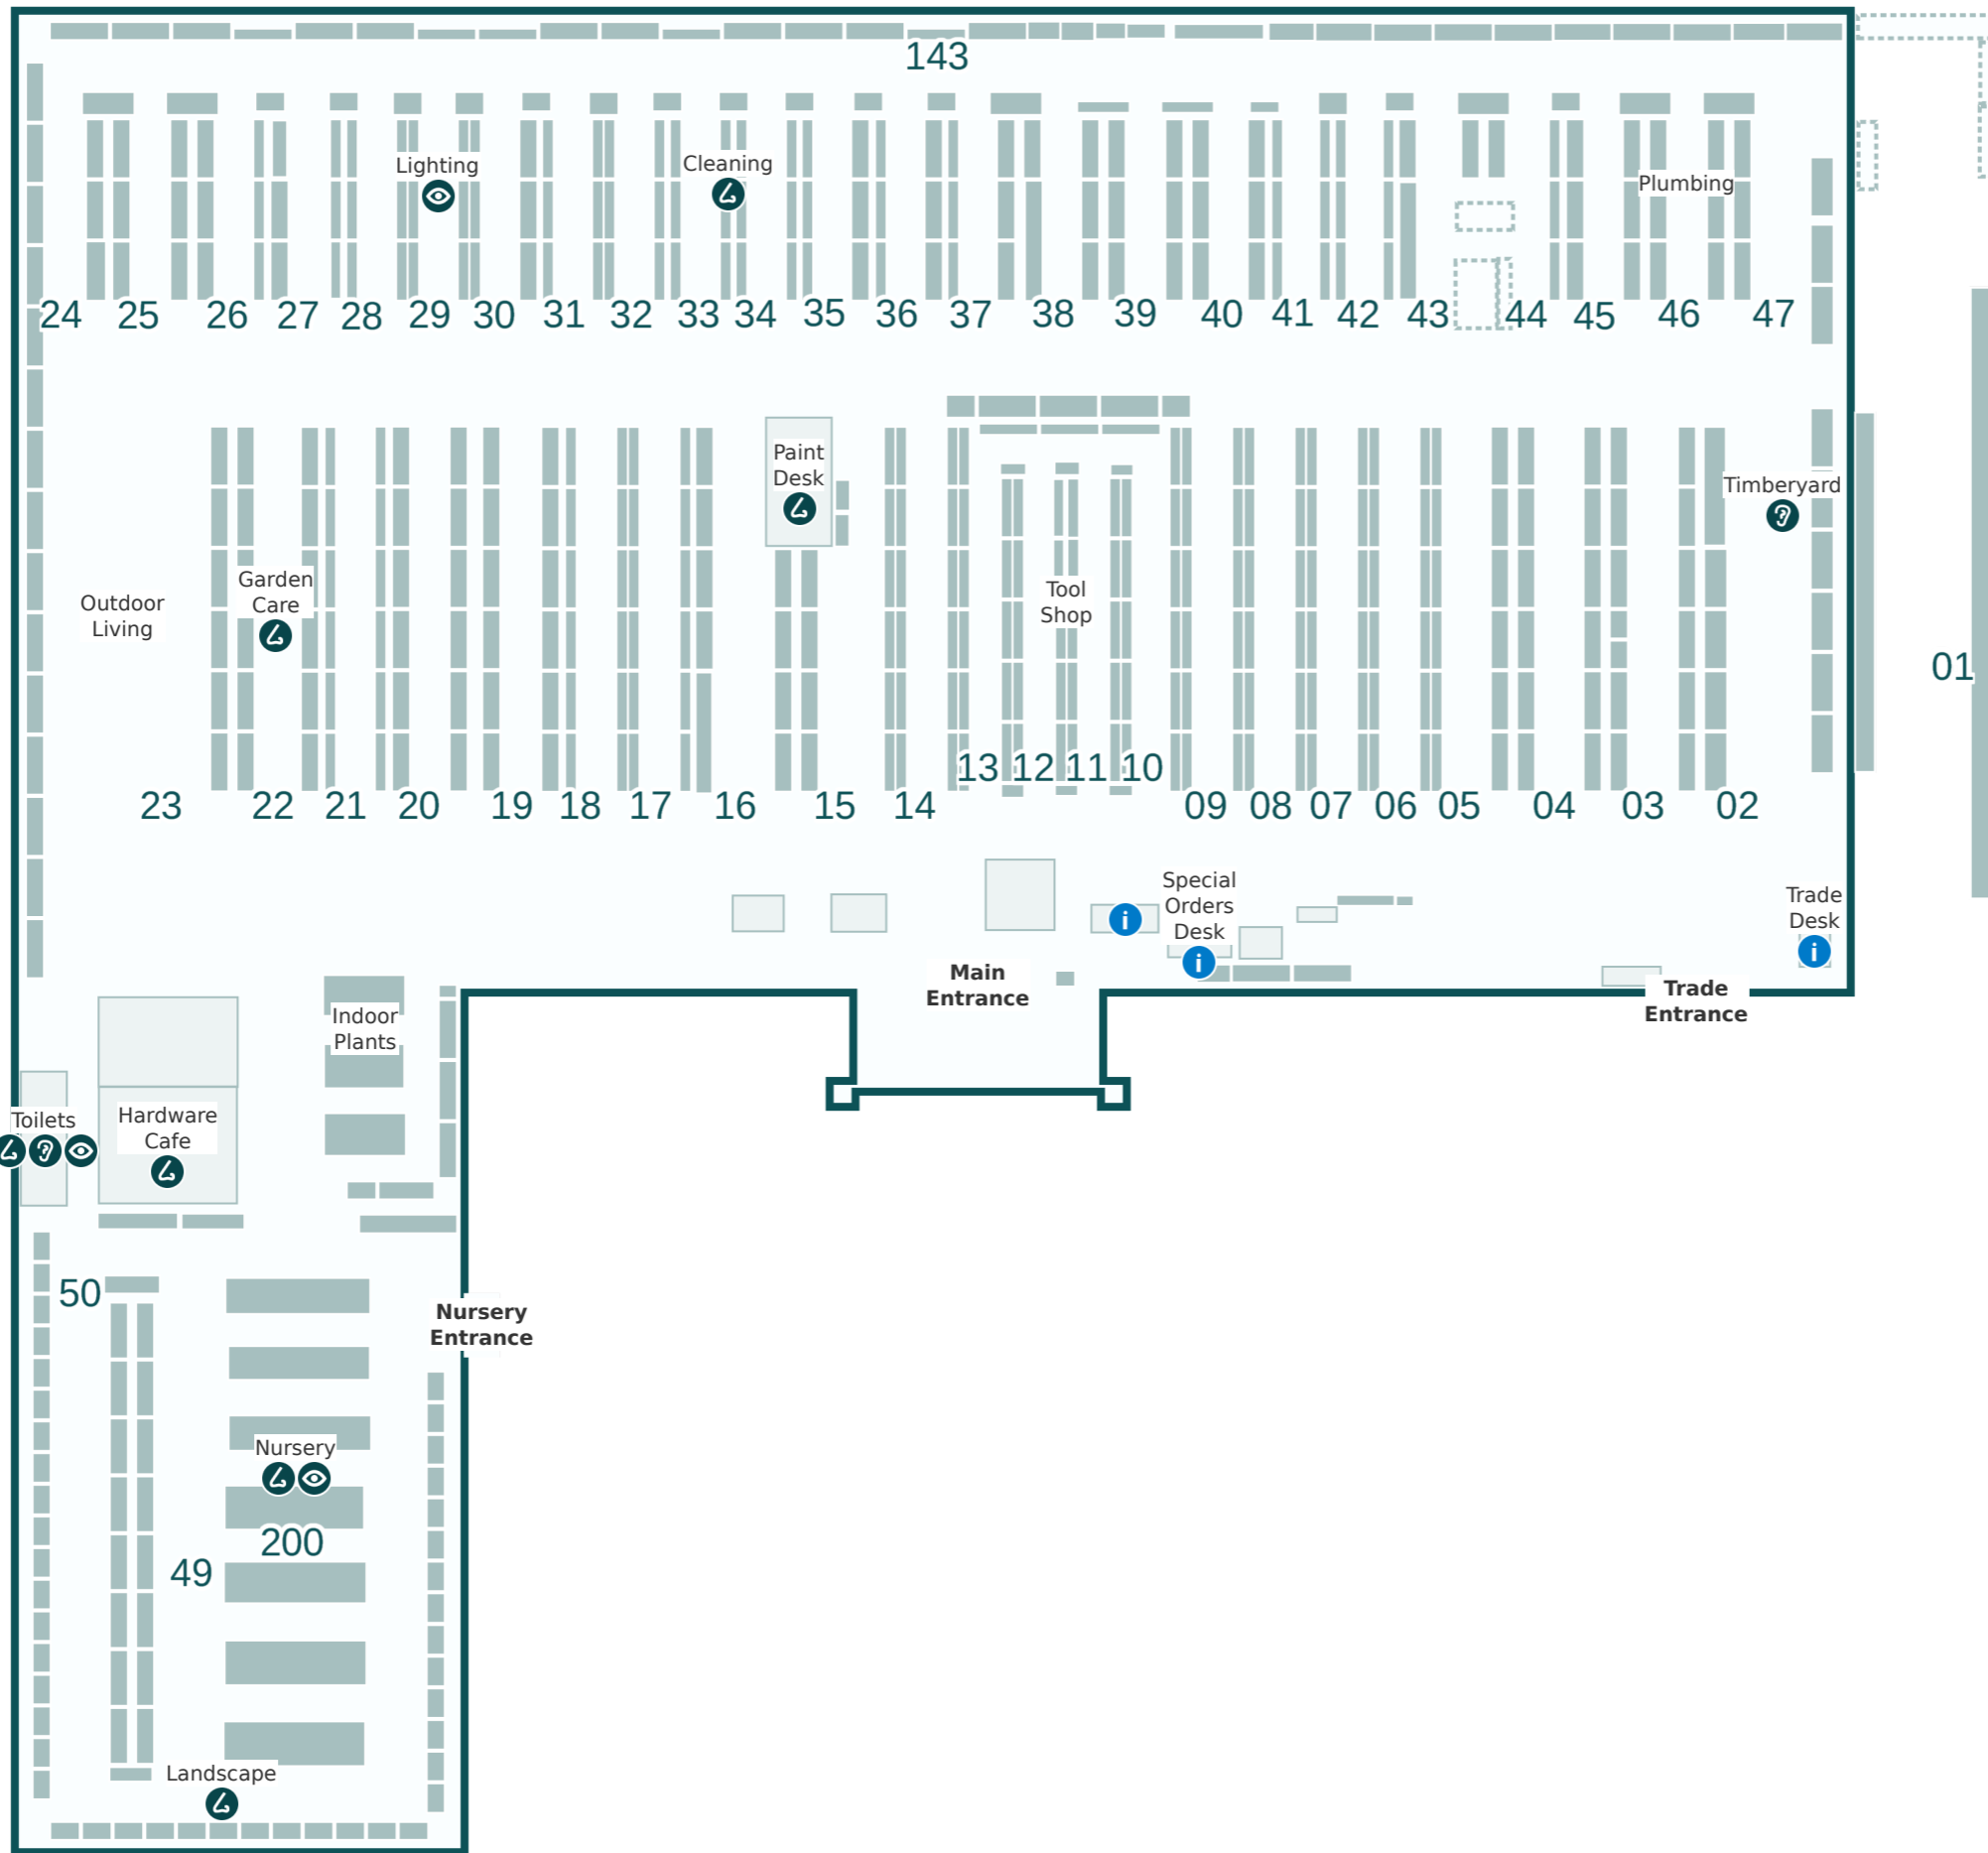 143
Lighting
Cleaning
Plumbing
24 25 26 27 28 29 30 31 32 33 34 35 36 37 38 39 40 41 42 43 44 45 46 47
Paint
Desk
Timberyard
Garden
Care
Outdoor
Living
Tool
Shop
01
13 12 11 10
23 22 21 20 19 18 17 16 15 14 09 08 07 06 05 04 03 02
Special
Orders
Desk
Trade
Desk
Main
Entrance
Trade
Entrance
Indoor
Plants
Toilets
Hardware
Cafe
50
Nursery
Entrance
Nursery
200
49
Landscape